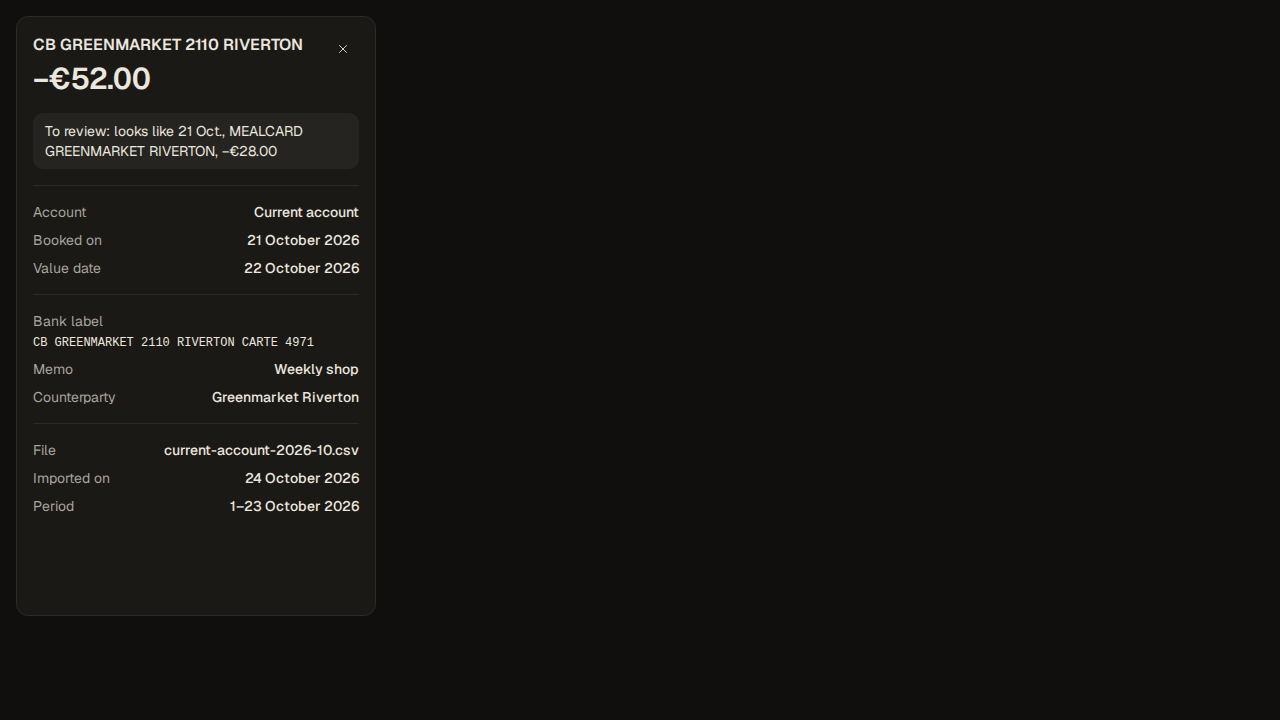 CB GREENMARKET 2110 RIVERTON
−€52.00
To review: looks like 21 Oct., MEALCARD
GREENMARKET RIVERTON, −€28.00
Account Current account
Booked on 21 October 2026
Value date 22 October 2026
Bank label
CB GREENMARKET 2110 RIVERTON CARTE 4971
Memo Weekly shop
Counterparty Greenmarket Riverton
File current-account-2026-10.csv
Imported on 24 October 2026
Period 1–23 October 2026